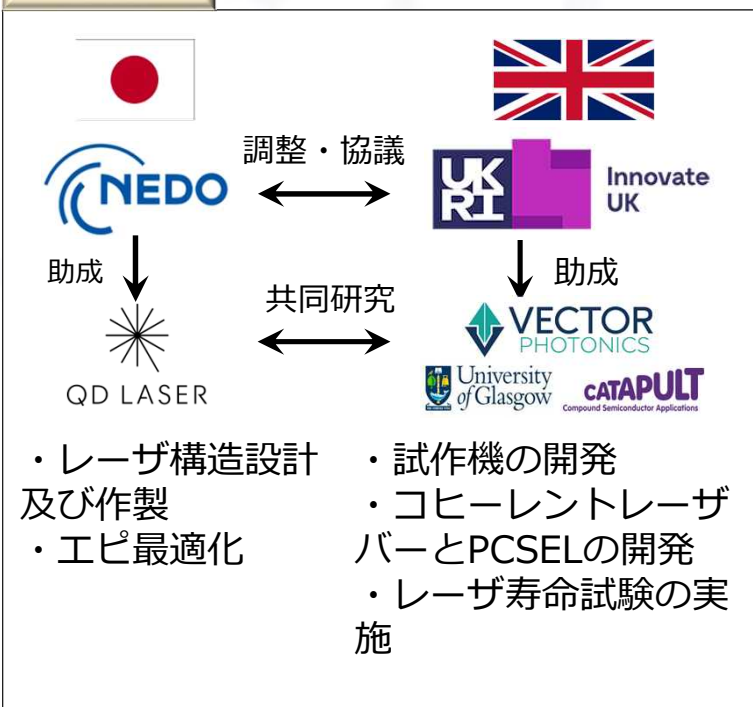 調整・協議
NEDO
UK
RI
Innovate
UK
助成
助成
共同研究
QD LASER
VECTOR
PHOTONICS
University
of Glasgow
CATAPULT
Compound Semiconductor Applications
・レーザ構造設計
及び作製
・エピ最適化
・試作機の開発
・コヒーレントレーザ
バーとPCSELの開発
・レーザ寿命試験の実
施